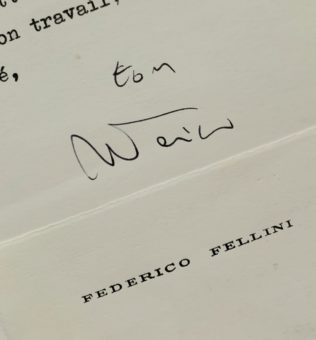 on travail,
é,
ton
FEDERICO FELLINI